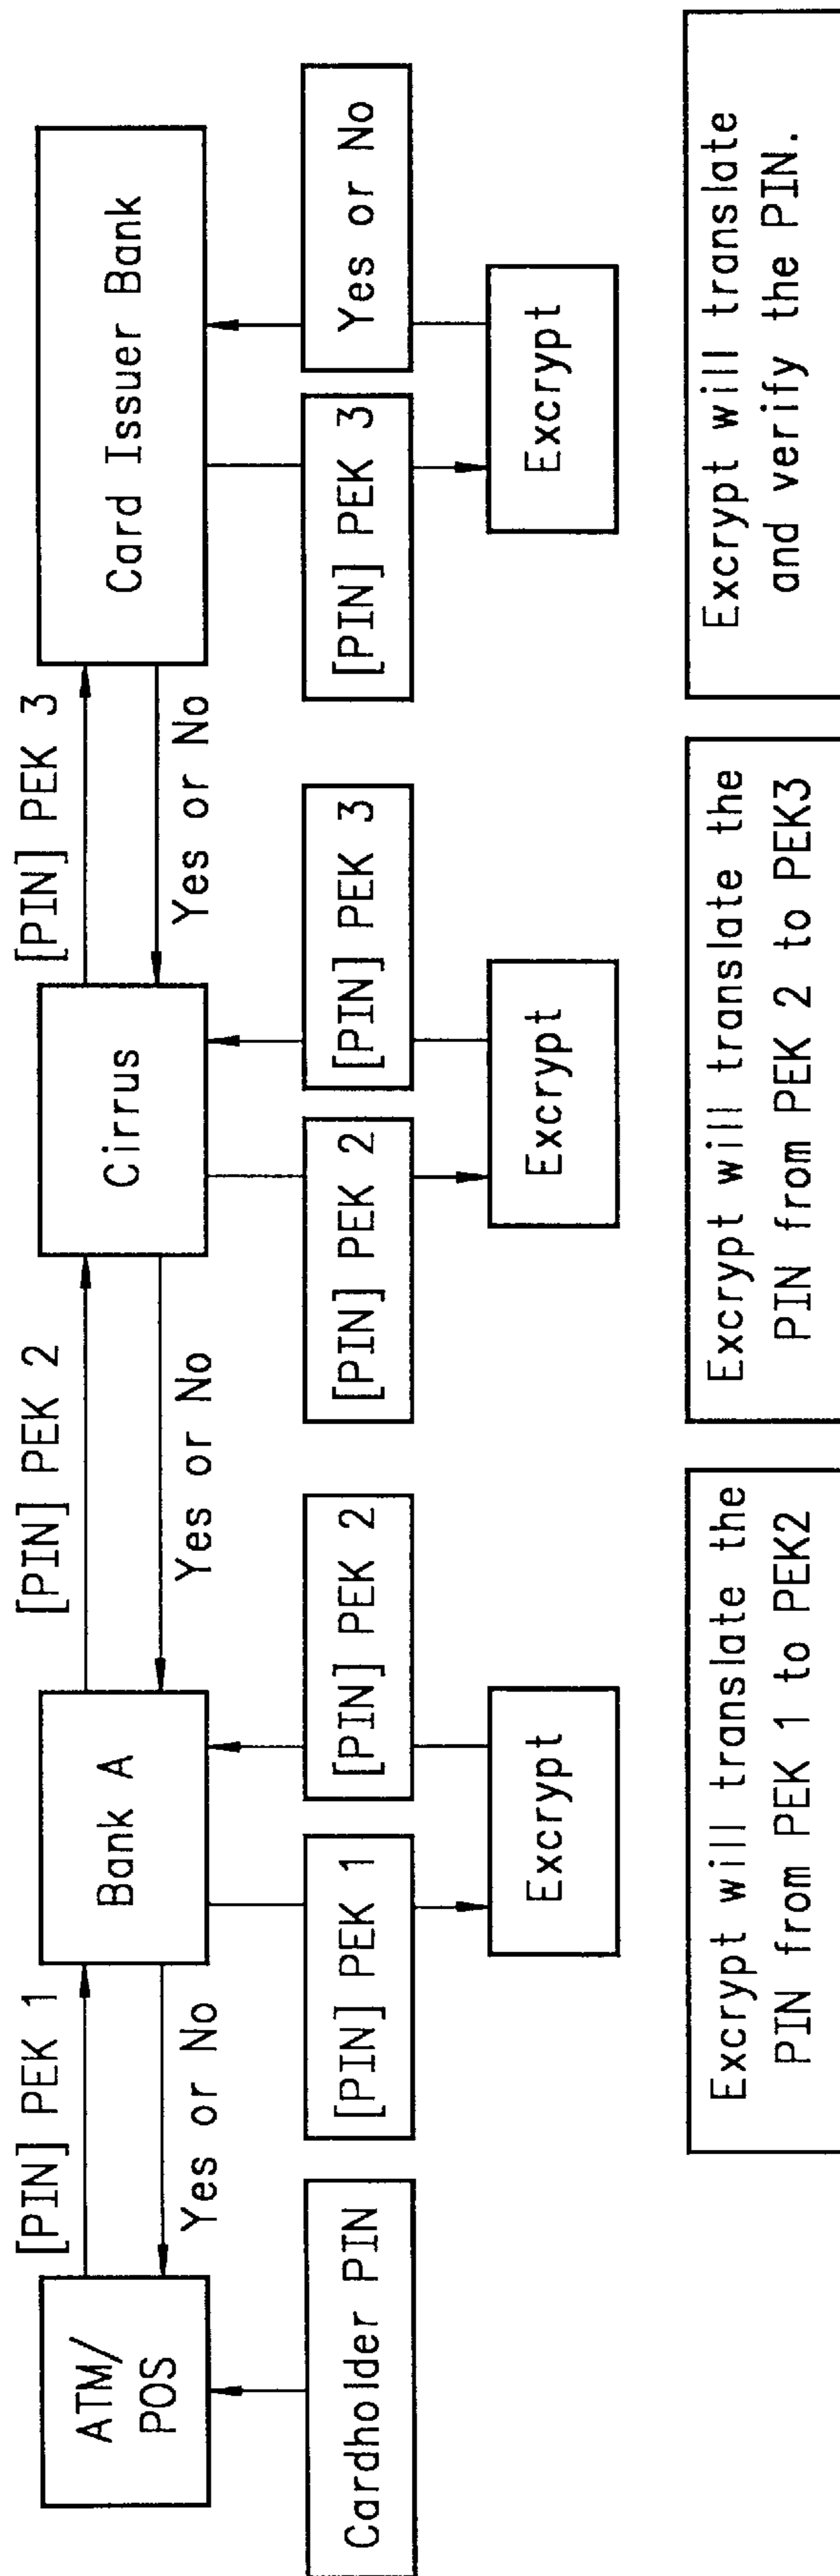 [PIN] PEK 1
[PIN] PEK 2
[PIN] PEK 3
ATM/
POS
Bank A
Cirrus
Card Issuer Bank
Yes or No
Yes or No
Yes or No
Cardholder PIN
[PIN] PEK 1
[PIN] PEK 2
[PIN] PEK 2
[PIN] PEK 3
[PIN] PEK 3
Yes or No
Excrypt
Excrypt
Excrypt
Excrypt will translate the
PIN from PEK 1 to PEK2
Excrypt will translate the
PIN from PEK 2 to PEK3
Excrypt will translate
and verify the PIN.